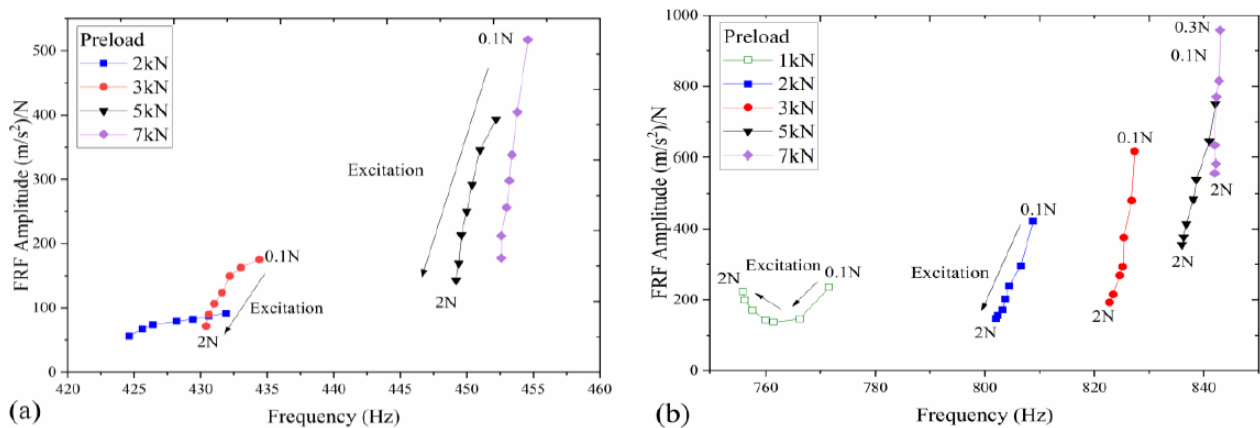 FRF Amplitude (m/s²)/N
500
400
300
200
100
0
Preload
2kN
3kN
5kN
7kN
0.1N
Excitation
2N
0.1N
Excitation
2N
420 425 430 435 440 445 450 455 460
(a) Frequency (Hz)
FRF Amplitude (m/s²)/N
1000
800
600
400
200
0
Preload
1kN
2kN
3kN
5kN
7kN
0.3N
0.1N
2N
2N
0.1N
2N
0.1N
Excitation
2N
2N
Excitation
0.1N
760 780 800 820 840
(b) Frequency (Hz)